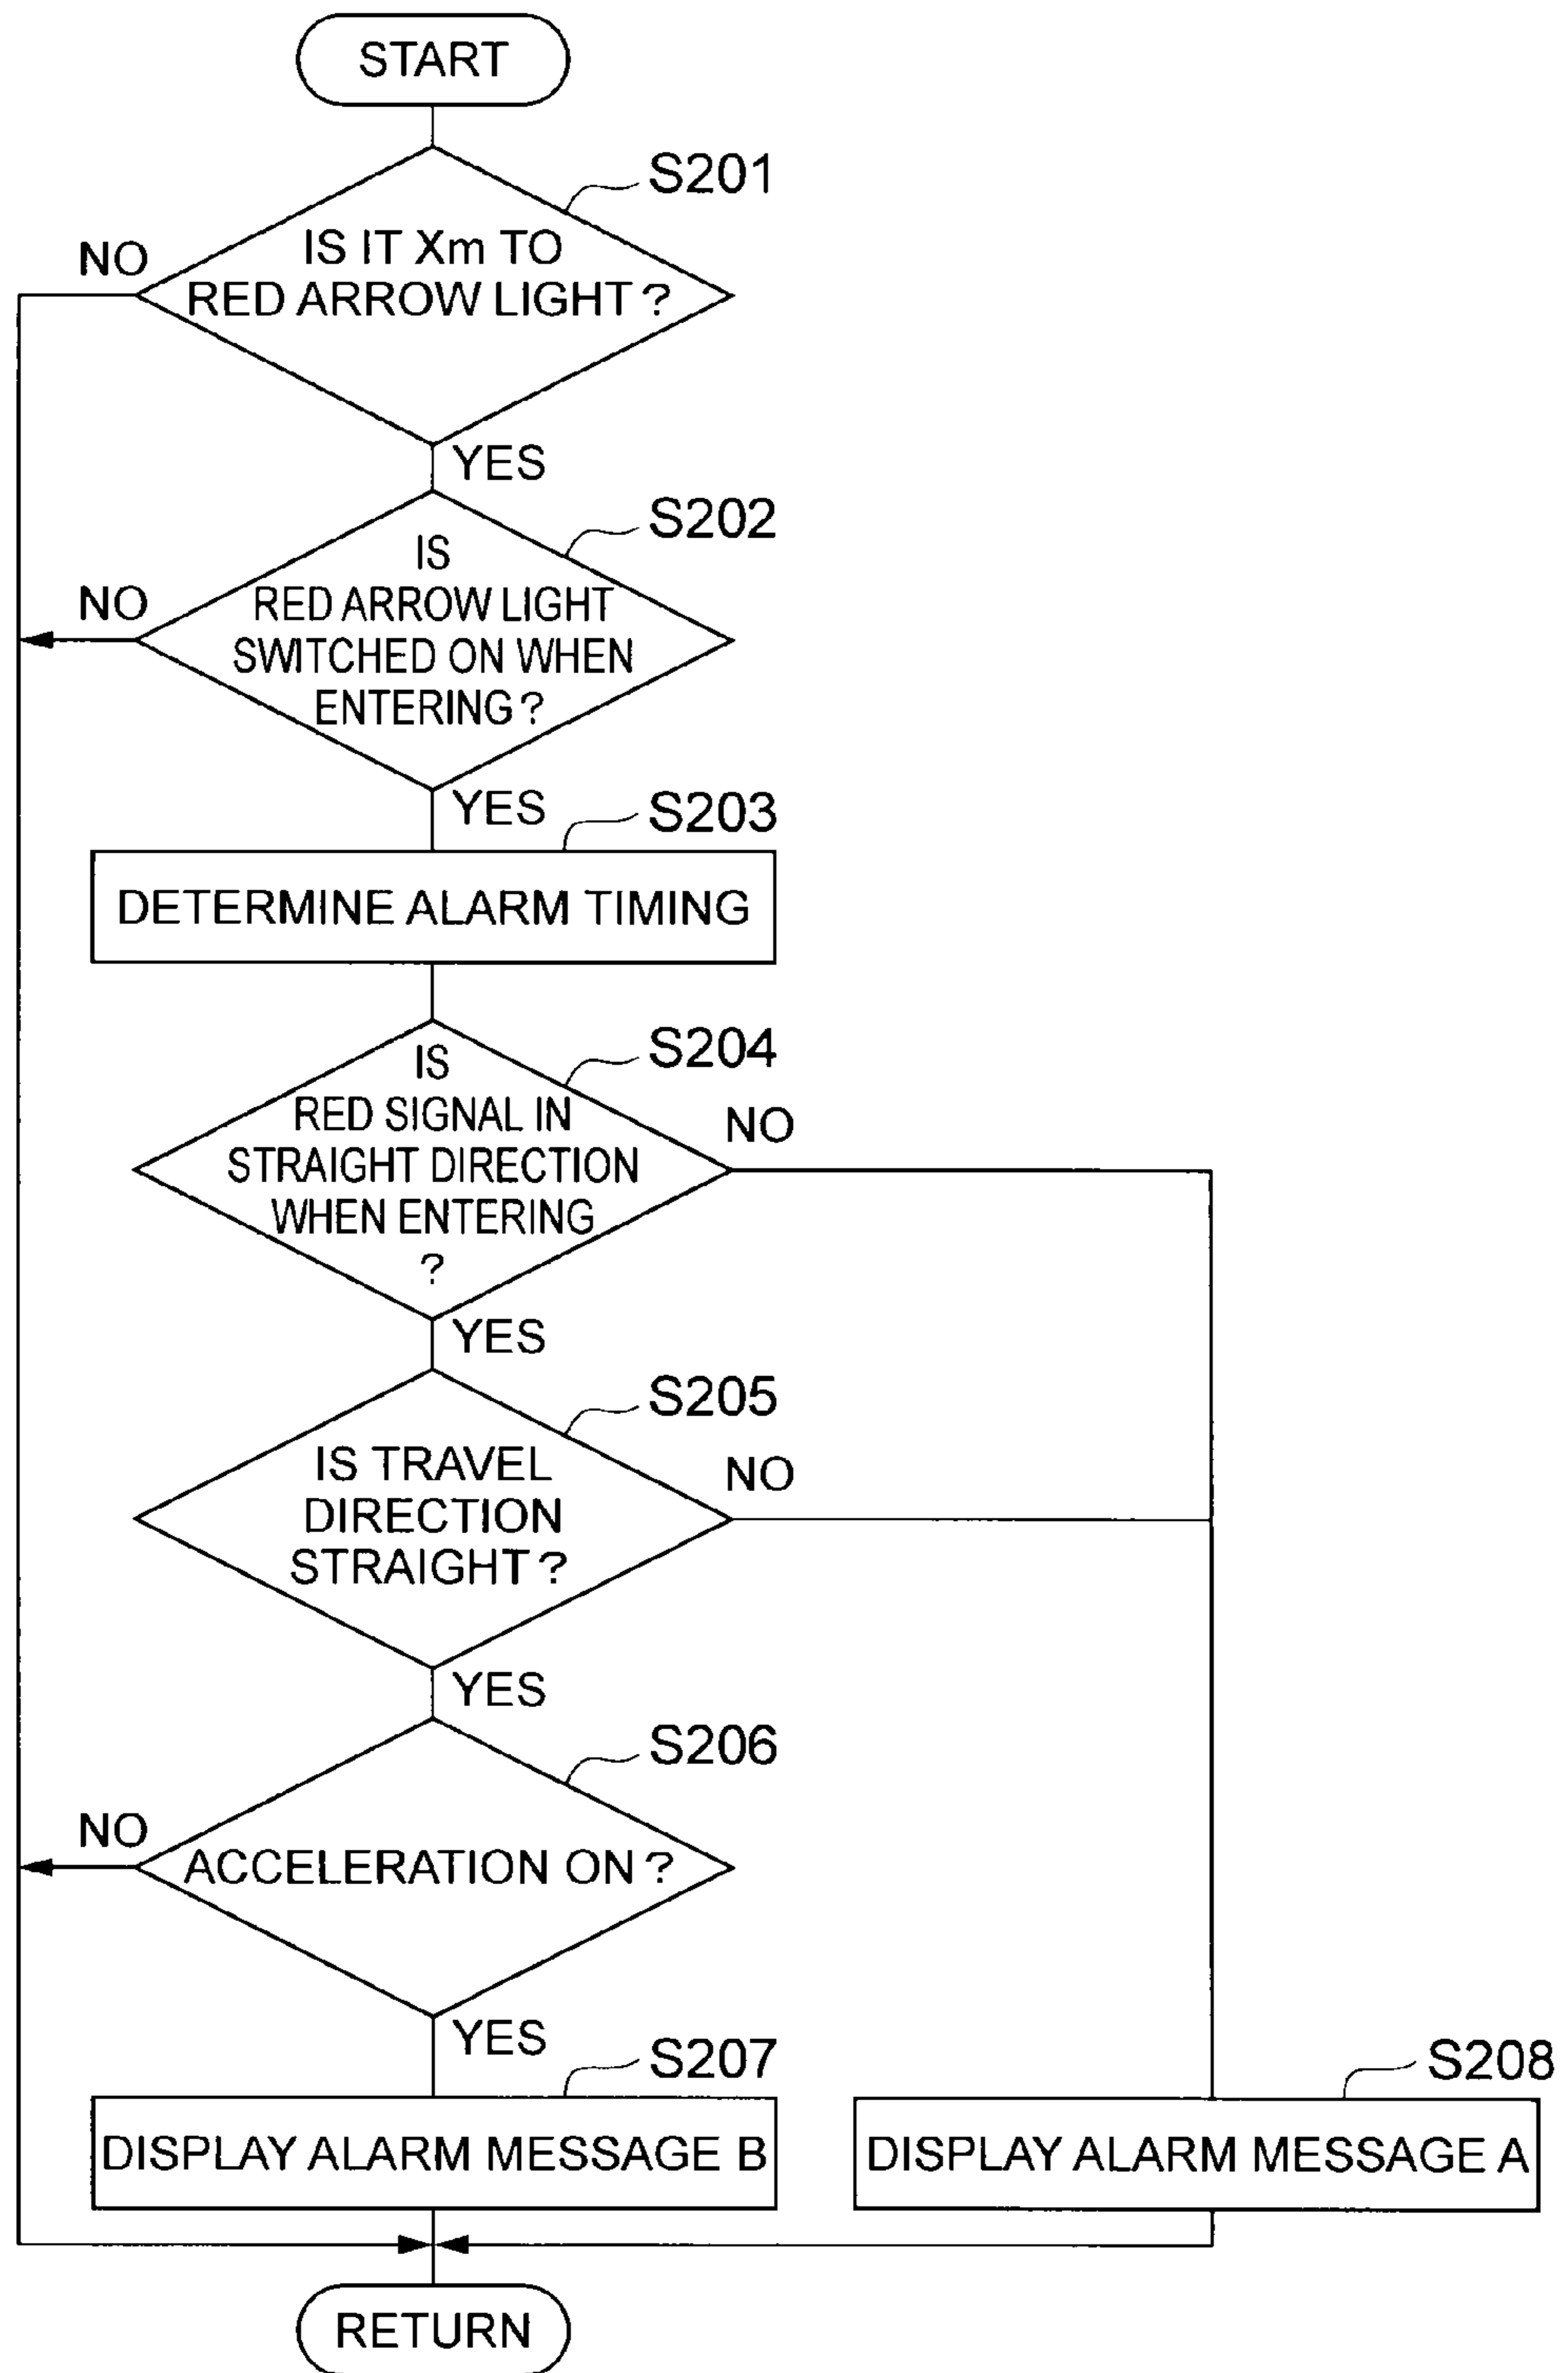 START
S201
IS IT Xm TO
RED ARROW LIGHT ?
NO
YES
S202
IS
RED ARROW LIGHT
SWITCHED ON WHEN
ENTERING ?
NO
YES
S203
DETERMINE ALARM TIMING
S204
IS
RED SIGNAL IN
STRAIGHT DIRECTION
WHEN ENTERING
?
NO
YES
S205
IS TRAVEL
DIRECTION
STRAIGHT ?
NO
YES
S206
NO
ACCELERATION ON ?
YES
S207
DISPLAY ALARM MESSAGE B
S208
DISPLAY ALARM MESSAGE A
RETURN